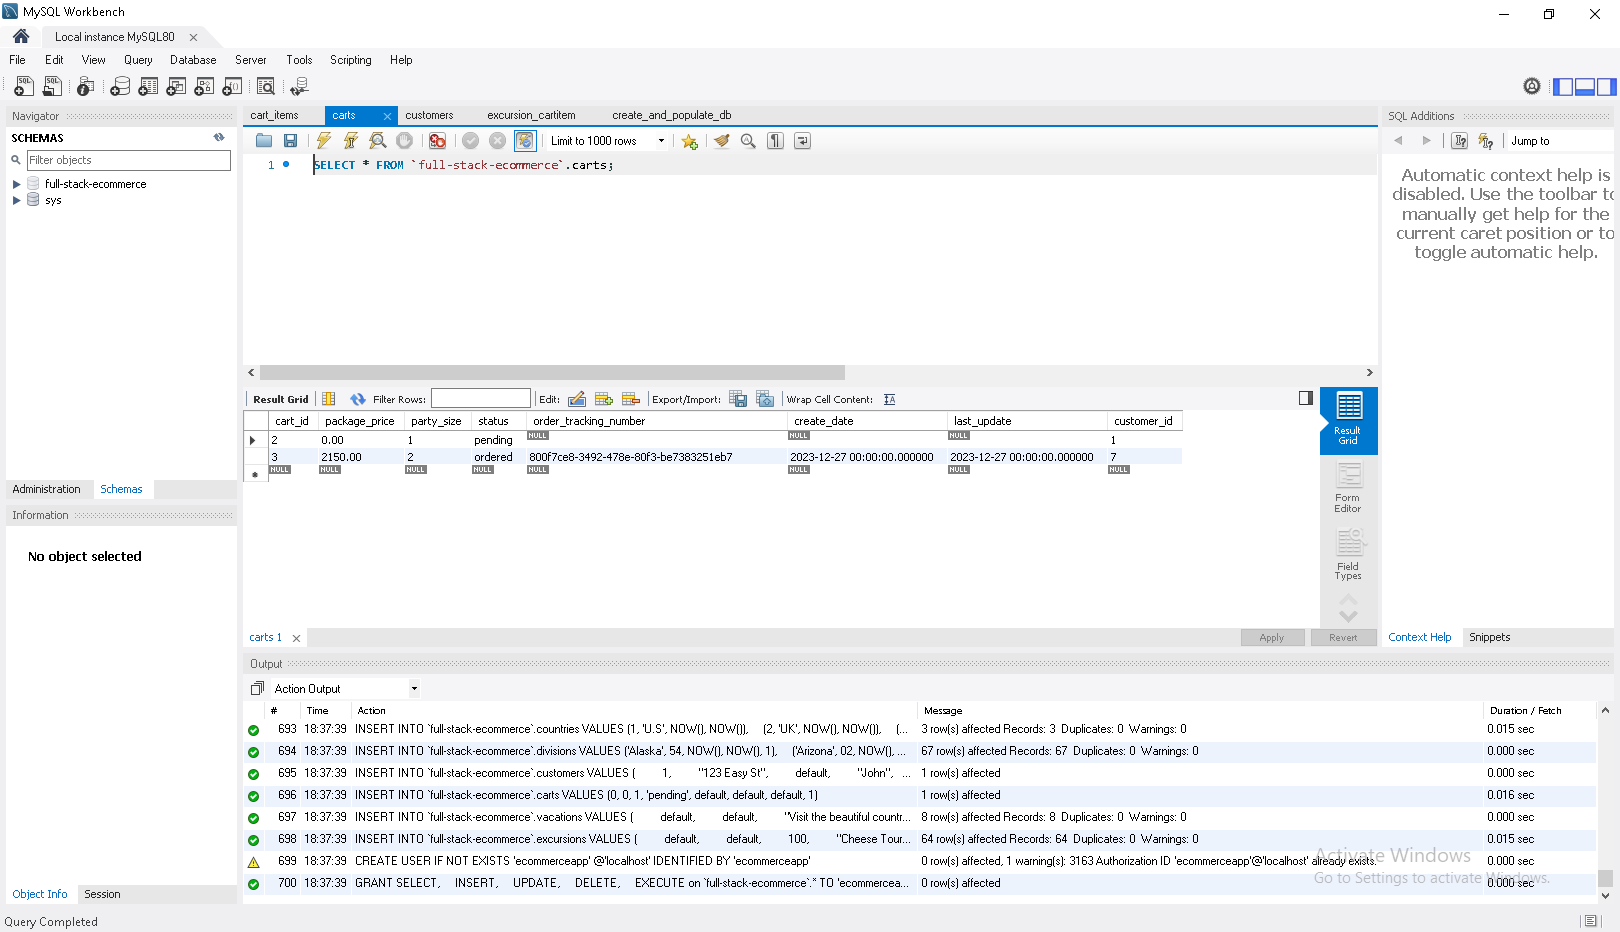 MySQL Workbench
Local instance MySQL80
File Edit View Query Database Server Tools Scripting Help
Navigator
SCHEMAS
Filter objects
full-stack-ecommerce
sys
Administration Schemas
Information
No object selected
Object Info Session
Query Completed
cart_items carts customers excursion_cartitem create_and_populate_db
Limit to 1000 rows
1 SELECT * FROM `full-stack-ecommerce`.carts;
Result Grid Filter Rows: Edit: Export/Import: Wrap Cell Content:
cart_id package_price party_size status order_tracking_number create_date last_update customer_id
2 0.00 1 pending NULL NULL NULL 1
3 2150.00 2 ordered 800f7ce8-3492-478e-80f3-be7383251eb7 2023-12-27 00:00:00.000000 2023-12-27 00:00:00.000000 7
NULL NULL NULL NULL NULL NULL NULL NULL
Result Grid
Form Editor
Field Types
carts 1
Apply Revert
SQL Additions
Jump to
Automatic context help is
disabled. Use the toolbar to
manually get help for the
current caret position or to
toggle automatic help.
Context Help Snippets
Output
Action Output
# Time Action Message Duration / Fetch
693 18:37:39 INSERT INTO `full-stack-ecommerce`.countries VALUES (1, 'U.S', NOW(), NOW()), (2, 'UK', NOW(), NOW()), (... 3 row(s) affected Records: 3 Duplicates: 0 Warnings: 0 0.015 sec
694 18:37:39 INSERT INTO `full-stack-ecommerce`.divisions VALUES ('Alaska', 54, NOW(), NOW(), 1), ('Arizona', 02, NOW(), ... 67 row(s) affected Records: 67 Duplicates: 0 Warnings: 0 0.000 sec
695 18:37:39 INSERT INTO `full-stack-ecommerce`.customers VALUES ( 1, "123 Easy St", default, "John", ... 1 row(s) affected 0.000 sec
696 18:37:39 INSERT INTO `full-stack-ecommerce`.carts VALUES (0, 0, 1, 'pending', default, default, default, 1) 1 row(s) affected 0.016 sec
697 18:37:39 INSERT INTO `full-stack-ecommerce`.vacations VALUES ( default, default, "Visit the beautiful countr... 8 row(s) affected Records: 8 Duplicates: 0 Warnings: 0 0.000 sec
698 18:37:39 INSERT INTO `full-stack-ecommerce`.excursions VALUES ( default, default, 100, "Cheese Tour... 64 row(s) affected Records: 64 Duplicates: 0 Warnings: 0 0.015 sec
699 18:37:39 CREATE USER IF NOT EXISTS 'ecommerceapp'@'localhost' IDENTIFIED BY 'ecommerceapp' 0 row(s) affected, 1 warning(s): 3163 Authorization ID 'ecommerceapp'@'localhost' already exists. 0.000 sec
700 18:37:39 GRANT SELECT, INSERT, UPDATE, DELETE, EXECUTE on `full-stack-ecommerce`.* TO 'ecommercea... 0 row(s) affected 0.000 sec
Activate Windows
Go to Settings to activate Windows.